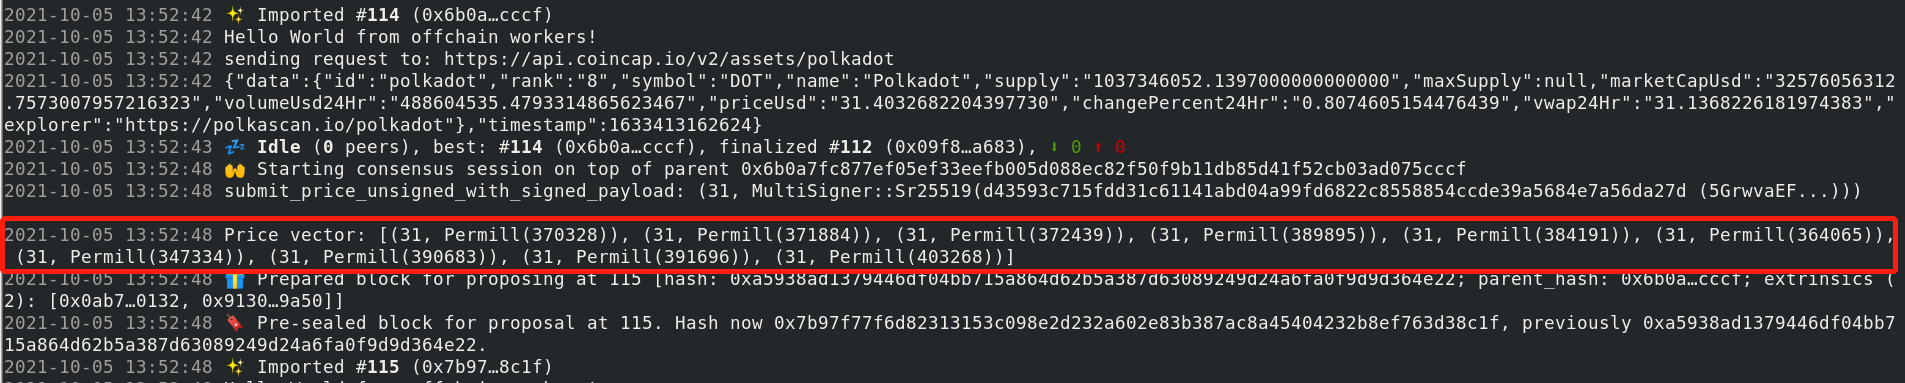 2021-10-05 13:52:42 ✨ Imported #114 (0x6b0a…cccf)
2021-10-05 13:52:42 Hello World from offchain workers!
2021-10-05 13:52:42 sending request to: https://api.coincap.io/v2/assets/polkadot
2021-10-05 13:52:42 {"data":{"id":"polkadot","rank":"8","symbol":"DOT","name":"Polkadot","supply":"1037346052.1397000000000000","maxSupply":null,"marketCapUsd":"32576056312
.7573007957216323","volumeUsd24Hr":"488604535.4793314865623467","priceUsd":"31.4032682204397730","changePercent24Hr":"0.8074605154476439","vwap24Hr":"31.1368226181974383","
explorer":"https://polkascan.io/polkadot"},"timestamp":1633413162624}
2021-10-05 13:52:43 💤 Idle (0 peers), best: #114 (0x6b0a…cccf), finalized #112 (0x09f8…a683), ⬇ 0 ⬆ 0
2021-10-05 13:52:48 🙌 Starting consensus session on top of parent 0x6b0a7fc877ef05ef33eefb005d088ec82f50f9b11db85d41f52cb03ad075cccf
2021-10-05 13:52:48 submit_price_unsigned_with_signed_payload: (31, MultiSigner::Sr25519(d43593c715fdd31c61141abd04a99fd6822c8558854ccde39a5684e7a56da27d (5GrwvaEF...)))
2021-10-05 13:52:48 Price vector: [(31, Permill(370328)), (31, Permill(371884)), (31, Permill(372439)), (31, Permill(389895)), (31, Permill(384191)), (31, Permill(364065)),
(31, Permill(347334)), (31, Permill(390683)), (31, Permill(391696)), (31, Permill(403268))]
2021-10-05 13:52:48 🎁 Prepared block for proposing at 115 [hash: 0xa5938ad1379446df04bb715a864d62b5a387d63089249d24a6fa0f9d9d364e22; parent_hash: 0x6b0a…cccf; extrinsics (
2): [0x0ab7…0132, 0x9130…9a50]]
2021-10-05 13:52:48 🔖 Pre-sealed block for proposal at 115. Hash now 0x7b97f77f6d82313153c098e2d232a602e83b387ac8a45404232b8ef763d38c1f, previously 0xa5938ad1379446df04bb7
15a864d62b5a387d63089249d24a6fa0f9d9d364e22.
2021-10-05 13:52:48 ✨ Imported #115 (0x7b97…8c1f)